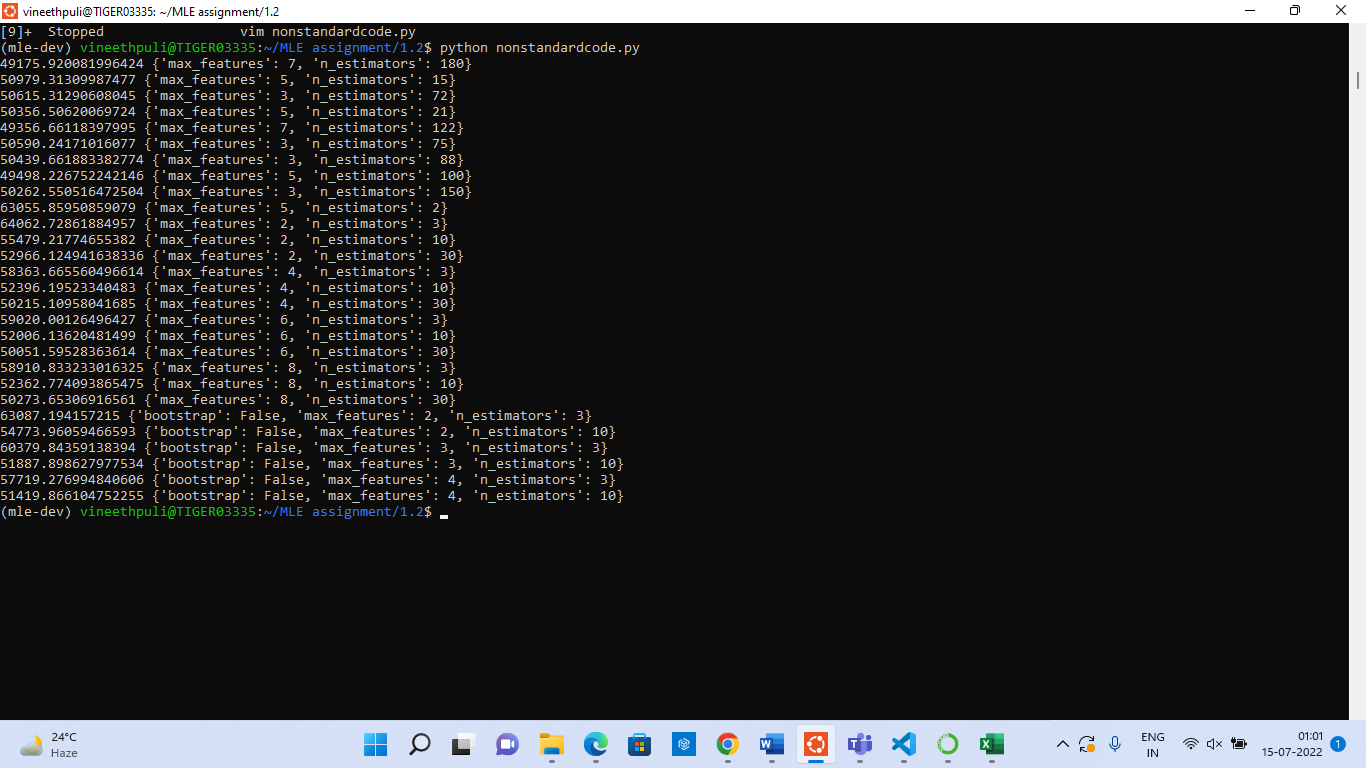 vineethpuli@TIGER03335: ~/MLE assignment/1.2
[9]+  Stopped                 vim nonstandardcode.py
(mle-dev) vineethpuli@TIGER03335:~/MLE assignment/1.2$ python nonstandardcode.py
49175.920081996424 {'max_features': 7, 'n_estimators': 180}
50979.31309987477 {'max_features': 5, 'n_estimators': 15}
50615.31290608045 {'max_features': 3, 'n_estimators': 72}
50356.50620069724 {'max_features': 5, 'n_estimators': 21}
49356.66118397995 {'max_features': 7, 'n_estimators': 122}
50590.24171016077 {'max_features': 3, 'n_estimators': 75}
50439.661883382774 {'max_features': 3, 'n_estimators': 88}
49498.226752242146 {'max_features': 5, 'n_estimators': 100}
50262.550516472504 {'max_features': 3, 'n_estimators': 150}
63055.85950859079 {'max_features': 5, 'n_estimators': 2}
64062.72861884957 {'max_features': 2, 'n_estimators': 3}
55479.21774655382 {'max_features': 2, 'n_estimators': 10}
52966.124941638336 {'max_features': 2, 'n_estimators': 30}
58363.665560496614 {'max_features': 4, 'n_estimators': 3}
52396.19523340483 {'max_features': 4, 'n_estimators': 10}
50215.10958041685 {'max_features': 4, 'n_estimators': 30}
59020.00126496427 {'max_features': 6, 'n_estimators': 3}
52006.13620481499 {'max_features': 6, 'n_estimators': 10}
50051.59528363614 {'max_features': 6, 'n_estimators': 30}
58910.833233016325 {'max_features': 8, 'n_estimators': 3}
52362.774093865475 {'max_features': 8, 'n_estimators': 10}
50273.65306916561 {'max_features': 8, 'n_estimators': 30}
63087.194157215 {'bootstrap': False, 'max_features': 2, 'n_estimators': 3}
54773.96059466593 {'bootstrap': False, 'max_features': 2, 'n_estimators': 10}
60379.84359138394 {'bootstrap': False, 'max_features': 3, 'n_estimators': 3}
51887.898627977534 {'bootstrap': False, 'max_features': 3, 'n_estimators': 10}
57719.276994840606 {'bootstrap': False, 'max_features': 4, 'n_estimators': 3}
51419.866104752255 {'bootstrap': False, 'max_features': 4, 'n_estimators': 10}
(mle-dev) vineethpuli@TIGER03335:~/MLE assignment/1.2$
24°C
Haze
ENG
IN
01:01
15-07-2022
1